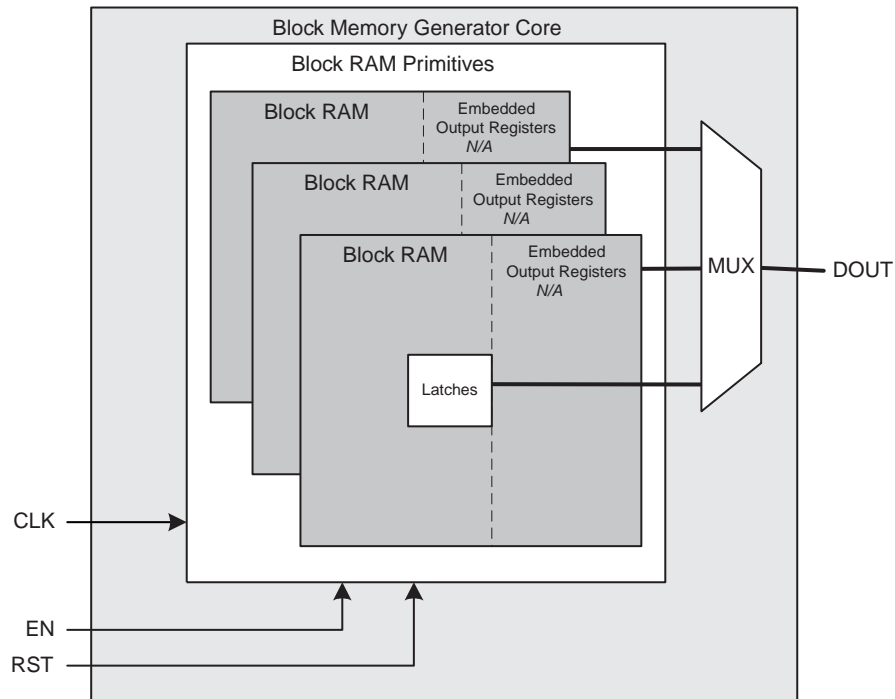 Block Memory Generator Core
Block RAM Primitives
Block RAM
Embedded
Output Registers
N/A
Block RAM
Embedded
Output Registers
N/A
Block RAM
Embedded
Output Registers
N/A
MUX
DOUT
Latches
CLK
EN
RST